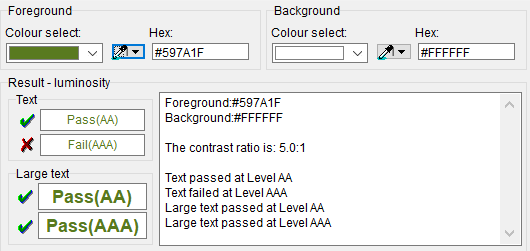 Foreground
Background
Colour select:
Hex:
#597A1F
Colour select:
Hex:
#FFFFFF
Result - luminosity
Text
Pass(AA)
Fail(AAA)
Large text
Pass(AA)
Pass(AAA)
Foreground:#597A1F
Background:#FFFFFF
The contrast ratio is: 5.0:1
Text passed at Level AA
Text failed at Level AAA
Large text passed at Level AA
Large text passed at Level AAA